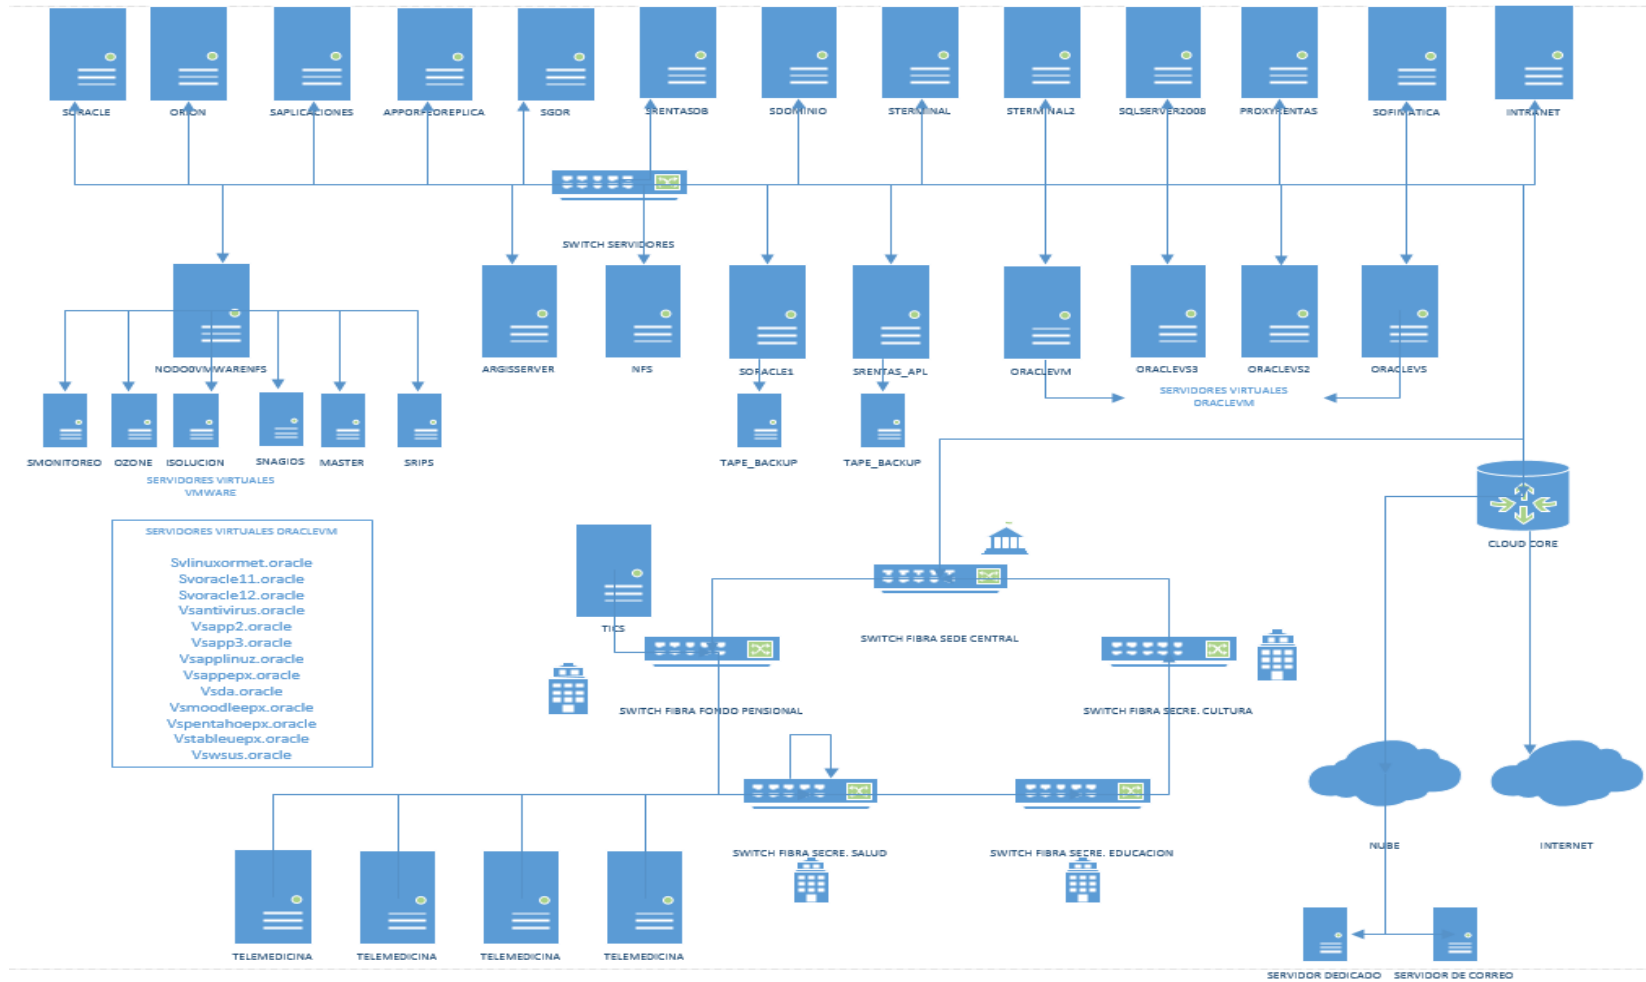 SORACLE
ORION
SAPLICACIONES
APPORFEOREPLICA
SGOR
SRENTASDB
SDOMINIO
STERMINAL
STERMINAL2
SQLSERVER2008
PROXYRENTAS
SOFIMATICA
INTRANET
SWITCH SERVIDORES
NODO0VMWARENFS
ARGISSERVER
NFS
SORACLE1
SRENTAS_APL
ORACLEVM
ORACLEVS3
ORACLEVS2
ORACLEVS
SERVIDORES VIRTUALES
ORACLEVM
SMONITOREO
OZONE
ISOLUCION
SNAGIOS
MASTER
SRIPS
TAPE_BACKUP
TAPE_BACKUP
SERVIDORES VIRTUALES
VMWARE
SERVIDORES VIRTUALES ORACLEVM
Svlinuxormet.oracle
Svoracle11.oracle
Svoracle12.oracle
Vsantivirus.oracle
Vsapp2.oracle
Vsapp3.oracle
Vsapplinuz.oracle
Vsappepx.oracle
Vsda.oracle
Vsmoodleepx.oracle
Vspentahoepx.oracle
Vstableuepx.oracle
Vswsus.oracle
CLOUD CORE
TICS
SWITCH FIBRA SEDE CENTRAL
SWITCH FIBRA FONDO PENSIONAL
SWITCH FIBRA SECRE. CULTURA
SWITCH FIBRA SECRE. SALUD
SWITCH FIBRA SECRE. EDUCACION
NUBE
INTERNET
TELEMEDICINA
TELEMEDICINA
TELEMEDICINA
TELEMEDICINA
SERVIDOR DEDICADO
SERVIDOR DE CORREO